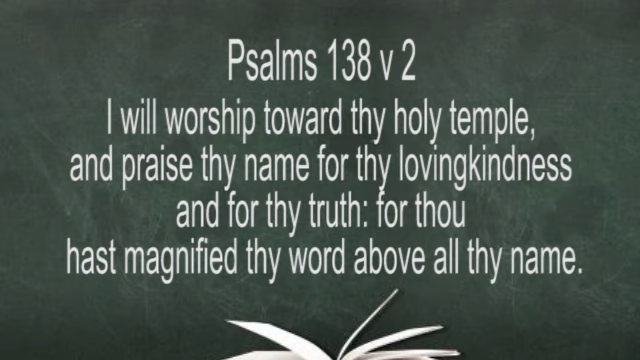 Psalms 138 v 2
I will worship toward thy holy temple,
and praise thy name for thy lovingkindness
and for thy truth: for thou
hast magnified thy word above all thy name.